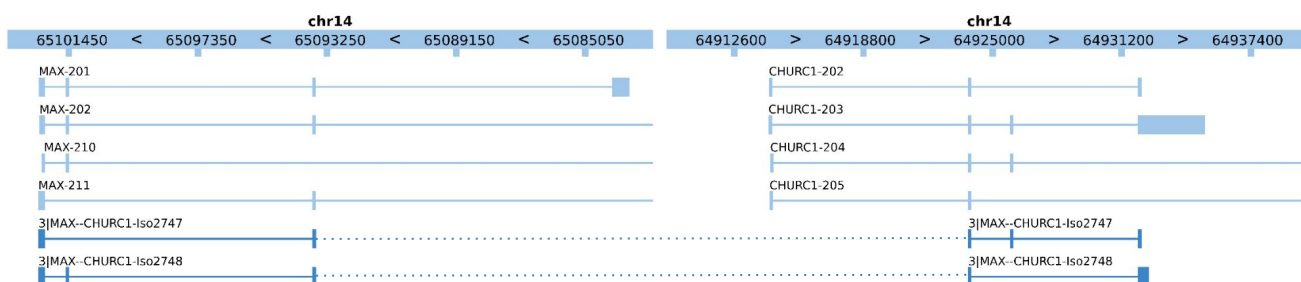 chr14 chr14
65101450 < 65097350 < 65093250 < 65089150 < 65085050 64912600 > 64918800 > 64925000 > 64931200 > 64937400
MAX-201 CHURC1-202
MAX-202 CHURC1-203
MAX-210 CHURC1-204
MAX-211 CHURC1-205
3|MAX--CHURC1-Iso2747 3|MAX--CHURC1-Iso2747
3|MAX--CHURC1-Iso2748 3|MAX--CHURC1-Iso2748